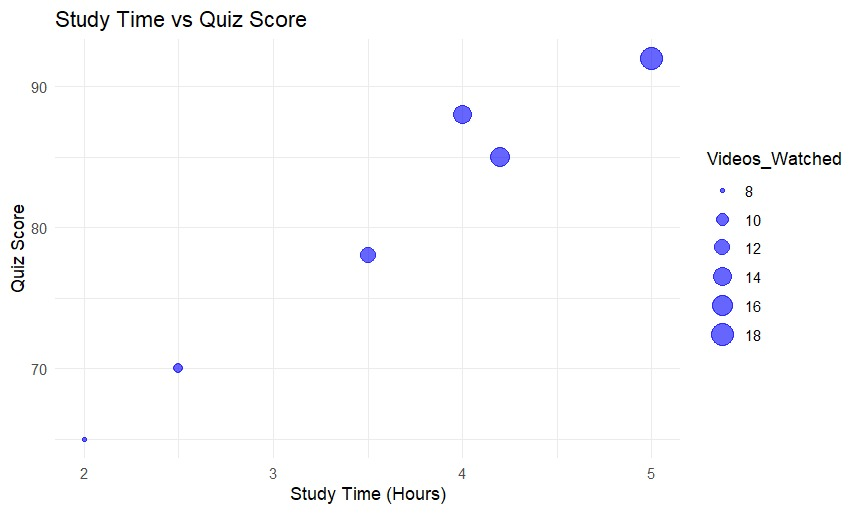 Study Time vs Quiz Score
90
80
70
Quiz Score
2 3 4 5
Study Time (Hours)
Videos_Watched
8
10
12
14
16
18